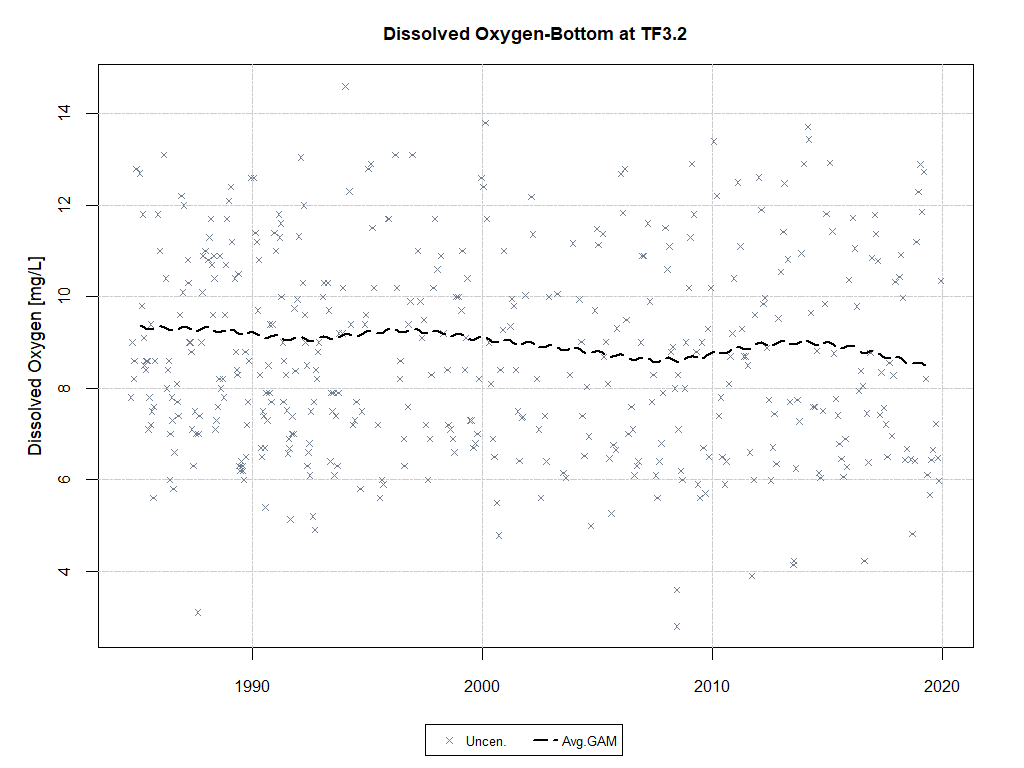 Dissolved Oxygen-Bottom at TF3.2
Dissolved Oxygen [mg/L]
14
12
10
8
6
4
1990 2000 2010 2020
Uncen. Avg.GAM